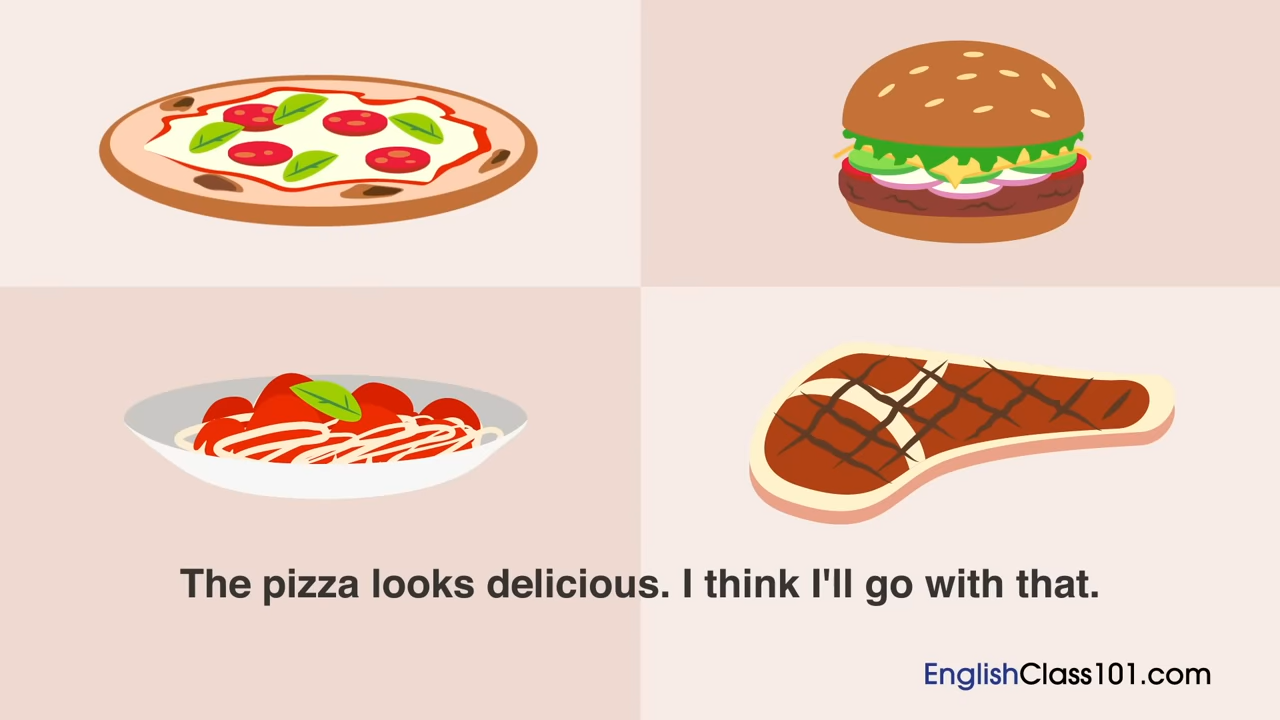 The pizza looks delicious. I think I'll go with that.
EnglishClass101.com